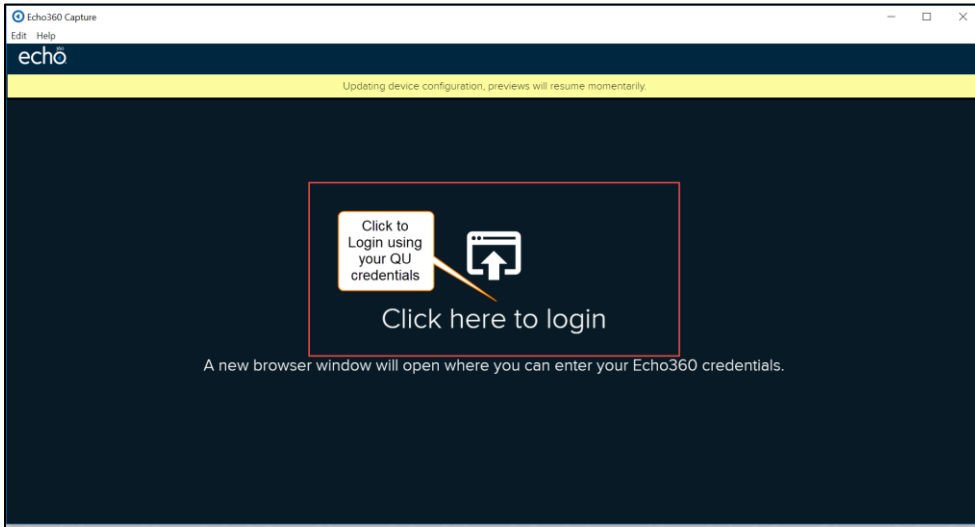 Echo360 Capture
Edit Help
echo360
Updating device configuration, previews will resume momentarily.
Click to
Login using
your QU
credentials
Click here to login
A new browser window will open where you can enter your Echo360 credentials.